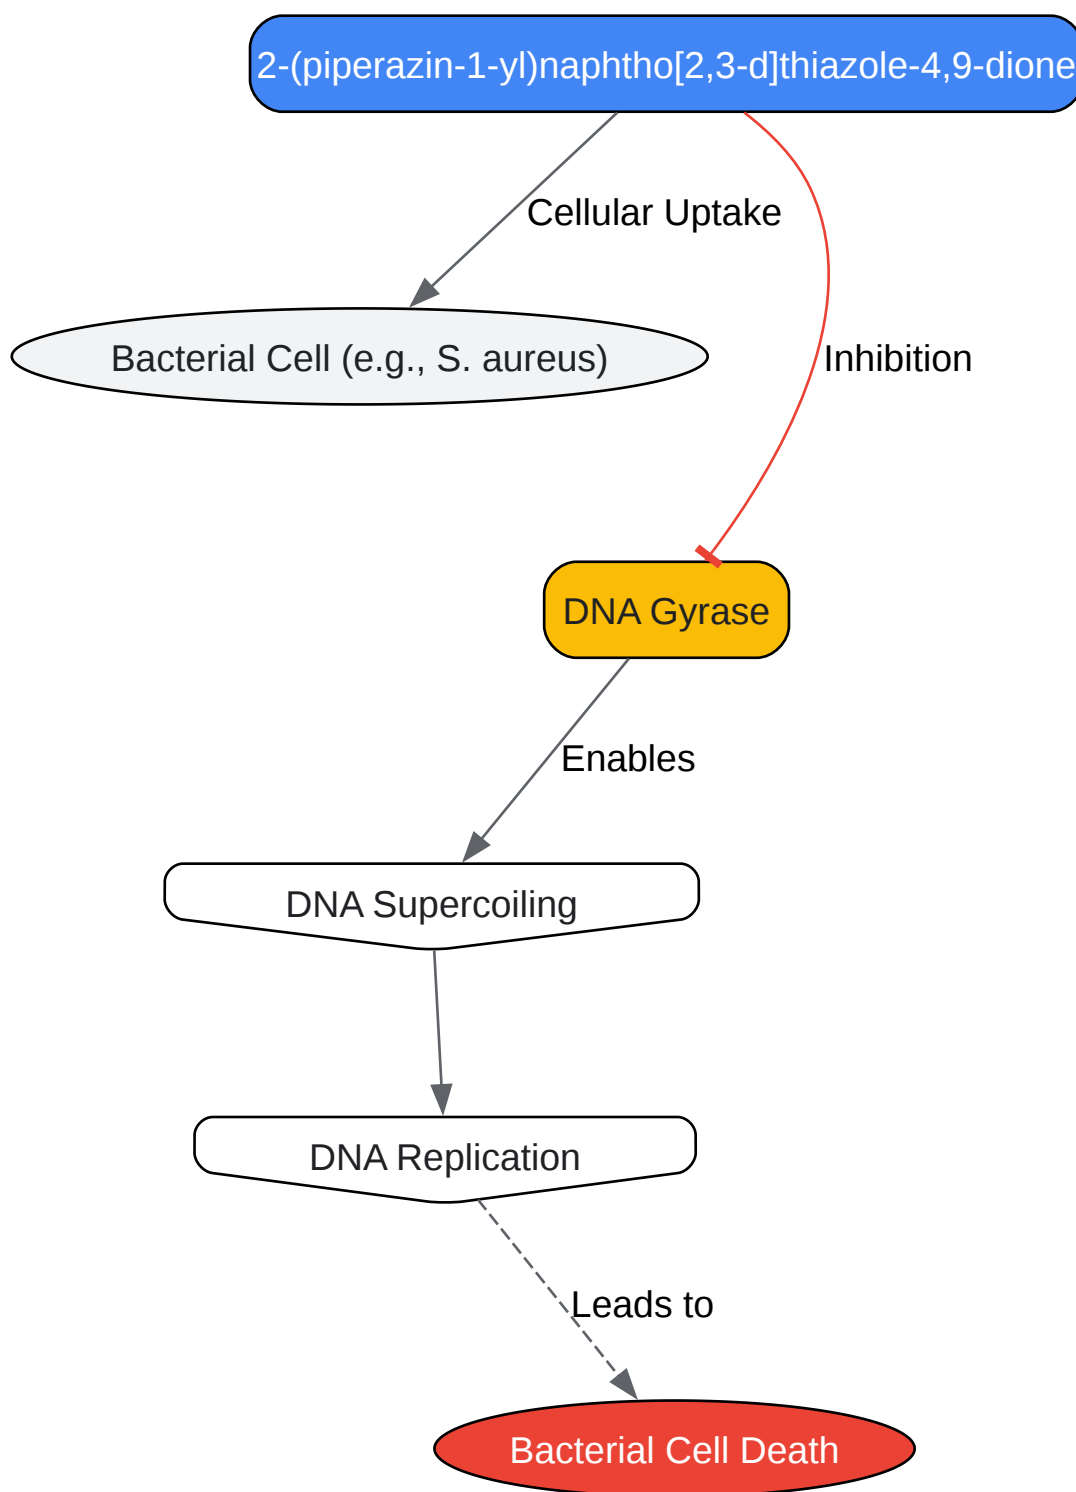 2-(piperazin-1-yl)naphtho[2,3-d]thiazole-4,9-dione
Cellular Uptake
Bacterial Cell (e.g., S. aureus)
Inhibition
DNA Gyrase
Enables
DNA Supercoiling
DNA Replication
Leads to
Bacterial Cell Death